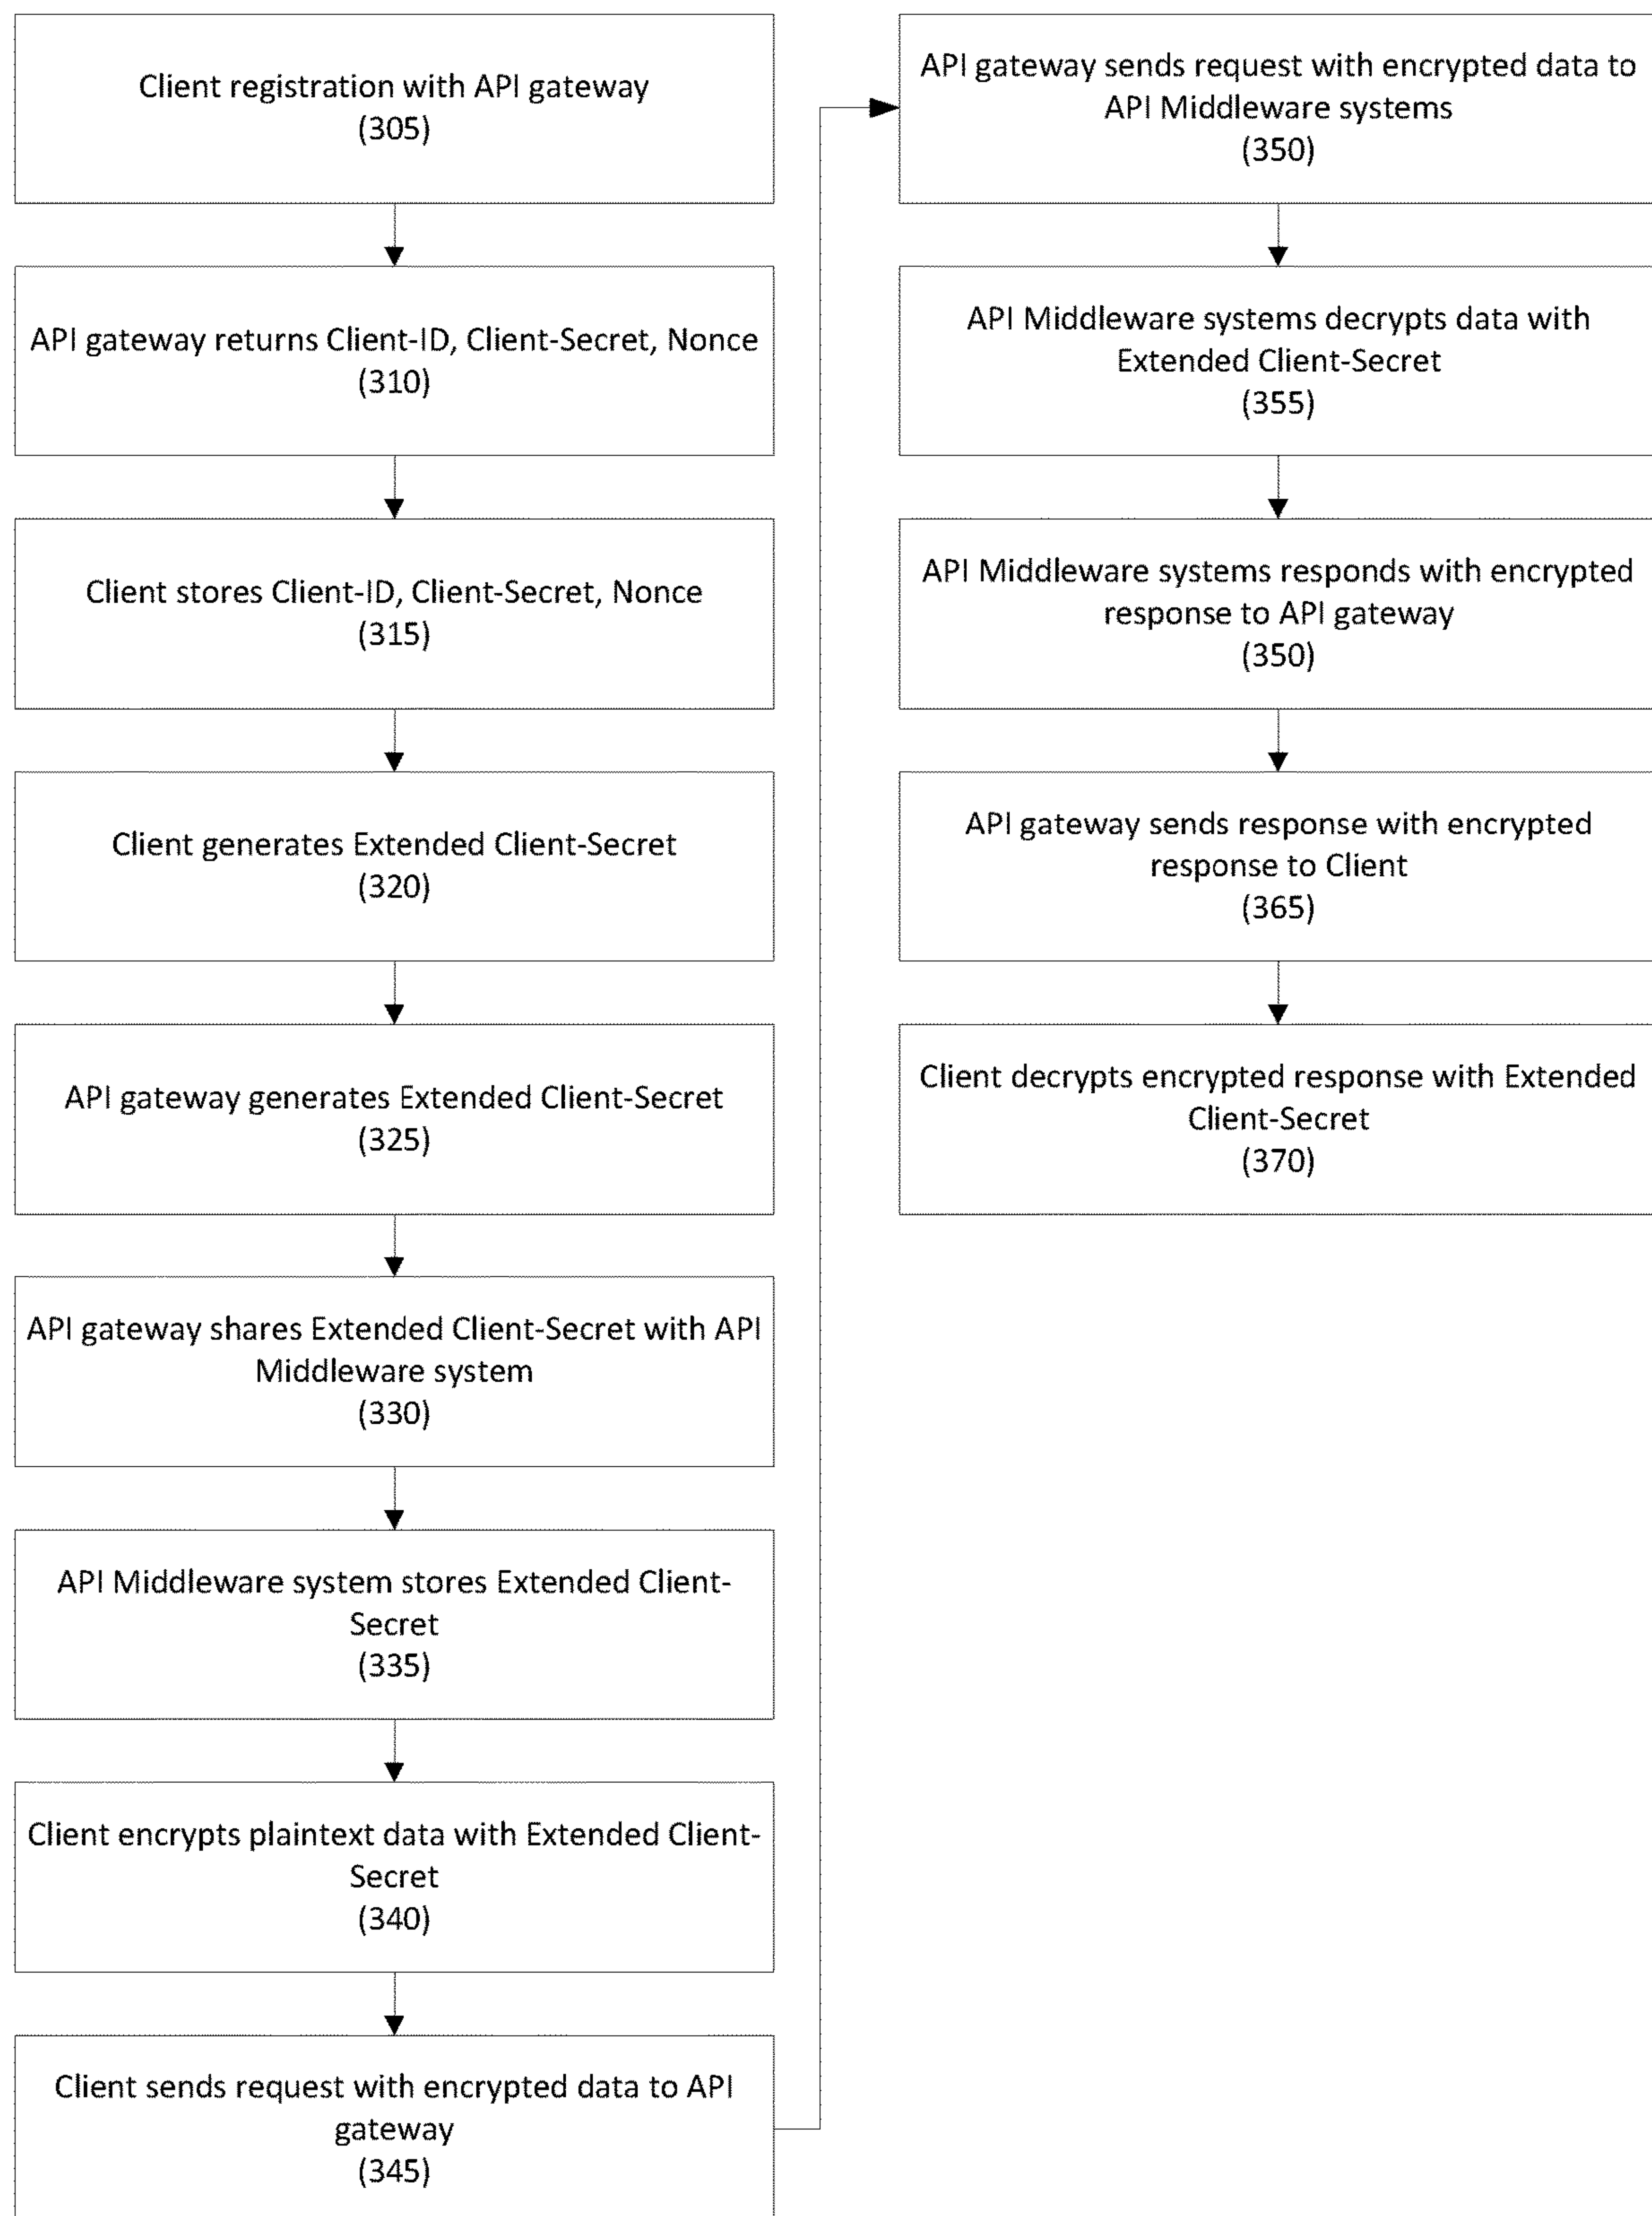 Client registration with API gateway
(305)
API gateway returns Client-ID, Client-Secret, Nonce
(310)
Client stores Client-ID, Client-Secret, Nonce
(315)
Client generates Extended Client-Secret
(320)
API gateway generates Extended Client-Secret
(325)
API gateway shares Extended Client-Secret with API
Middleware system
(330)
API Middleware system stores Extended Client-
Secret
(335)
Client encrypts plaintext data with Extended Client-
Secret
(340)
Client sends request with encrypted data to API
gateway
(345)
API gateway sends request with encrypted data to
API Middleware systems
(350)
API Middleware systems decrypts data with
Extended Client-Secret
(355)
API Middleware systems responds with encrypted
response to API gateway
(350)
API gateway sends response with encrypted
response to Client
(365)
Client decrypts encrypted response with Extended
Client-Secret
(370)